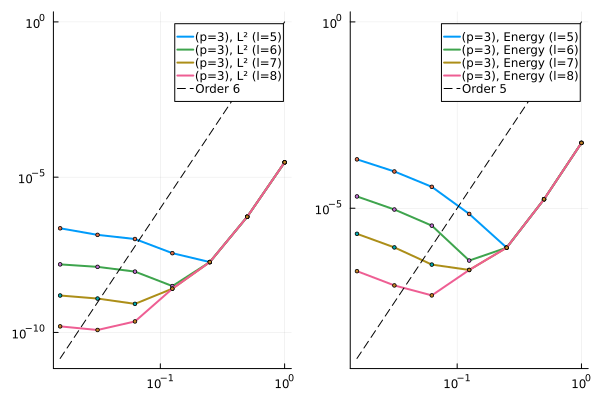 10⁰
10⁻⁵
10⁻¹⁰
10⁻¹
10⁰
(p=3), L² (l=5)
(p=3), L² (l=6)
(p=3), L² (l=7)
(p=3), L² (l=8)
Order 6
10⁰
10⁻⁵
10⁻¹
10⁰
(p=3), Energy (l=5)
(p=3), Energy (l=6)
(p=3), Energy (l=7)
(p=3), Energy (l=8)
Order 5